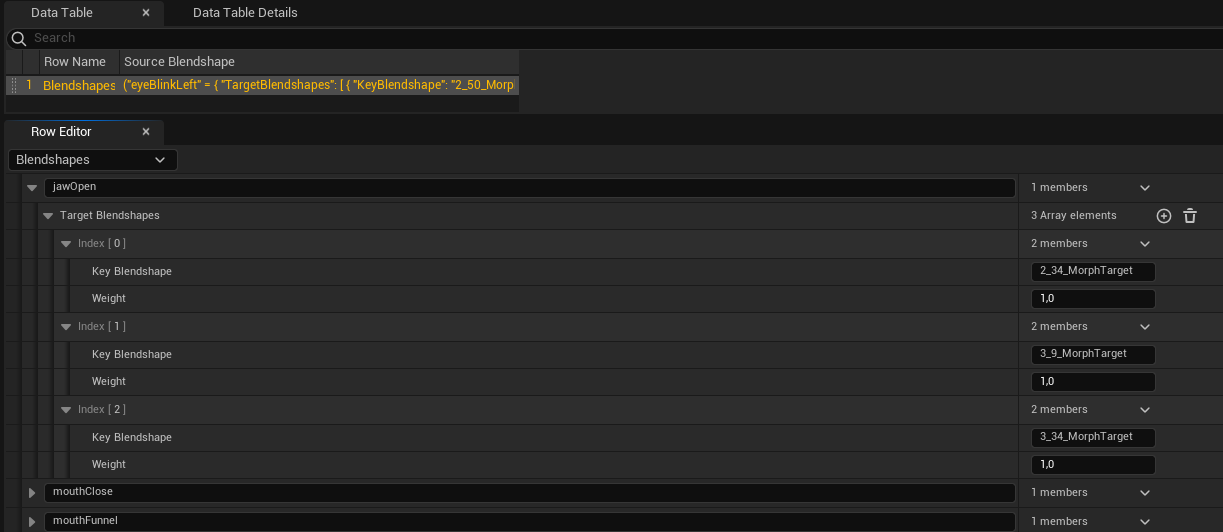 Data Table × Data Table Details
Search
Row Name Source Blendshape
1 Blendshapes ("eyeBlinkLeft" = { "TargetBlendshapes": [ { "KeyBlendshape": "2_50_Morp
Row Editor ×
Blendshapes
jawOpen 1 members
Target Blendshapes 3 Array elements
Index [ 0 ] 2 members
Key Blendshape 2_34_MorphTarget
Weight 1,0
Index [ 1 ] 2 members
Key Blendshape 3_9_MorphTarget
Weight 1,0
Index [ 2 ] 2 members
Key Blendshape 3_34_MorphTarget
Weight 1,0
mouthClose 1 members
mouthFunnel 1 members